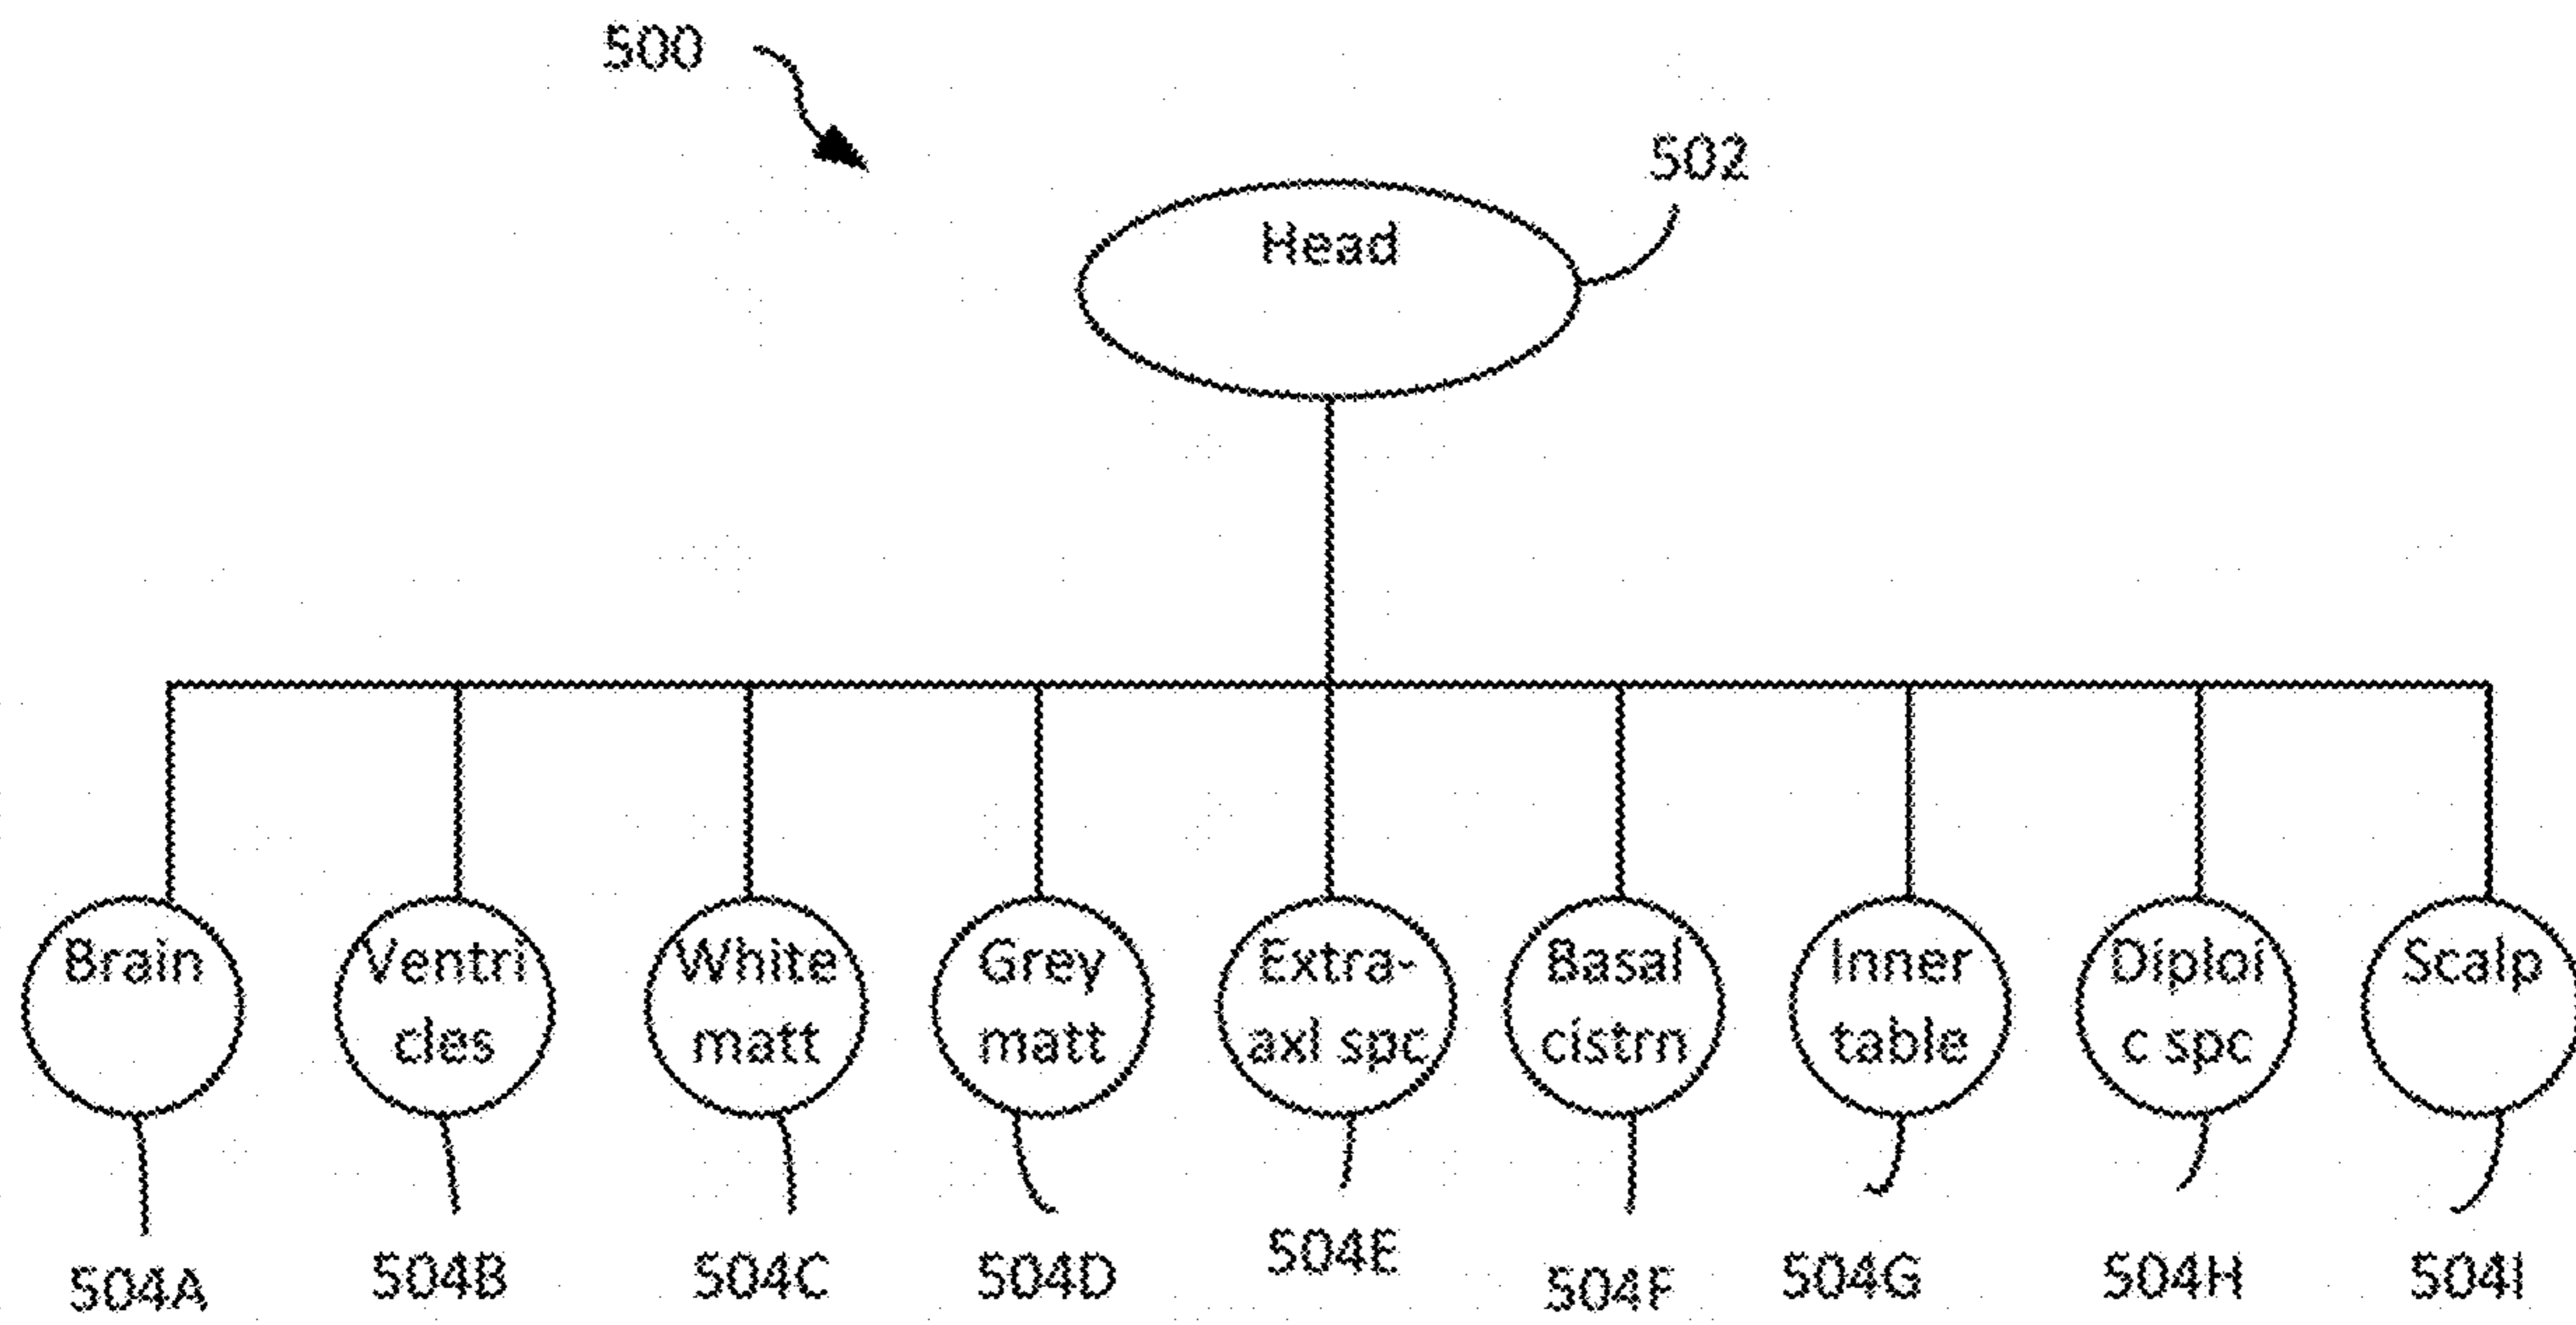 500
502
Head
Brain
Ventri
cles
White
matt
Grey
matt
Extra-
axl spc
Basal
cistrn
Inner
table
Diploi
c spc
Scalp
504A
504B
504C
504D
504E
504F
504G
504H
504I